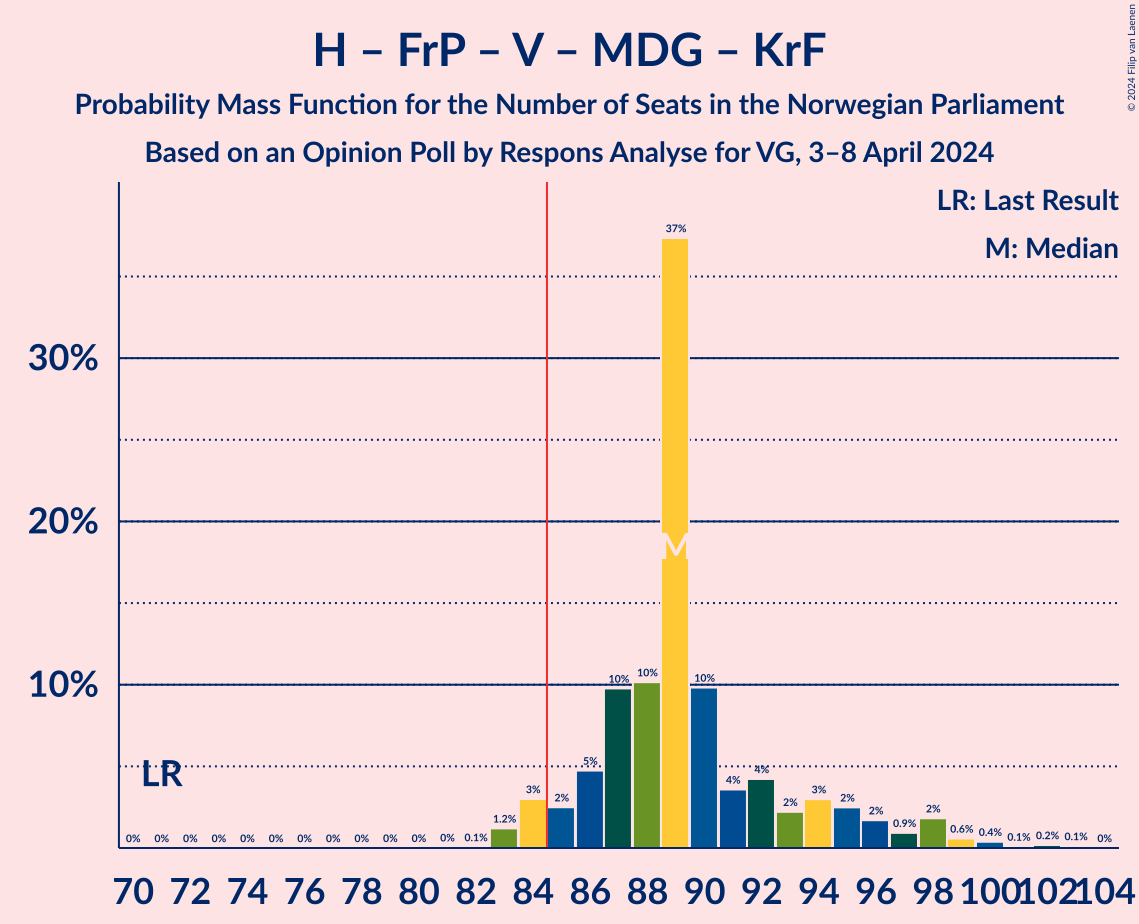 H – FrP – V – MDG – KrF
Probability Mass Function for the Number of Seats in the Norwegian Parliament
Based on an Opinion Poll by Respons Analyse for VG, 3–8 April 2024
© 2024 Filip van Laenen
LR: Last Result
M: Median
37%
30%
20%
M
10%
10% 10% 10%
LR
0% 0% 0% 0% 0% 0% 0% 0% 0% 0% 0% 0% 0.1% 1.2% 3% 2% 5% 4% 4% 2% 3% 2% 2% 0.9% 2% 0.6% 0.4% 0.1% 0.2% 0.1% 0%
70 72 74 76 78 80 82 84 86 88 90 92 94 96 98 100 102 104